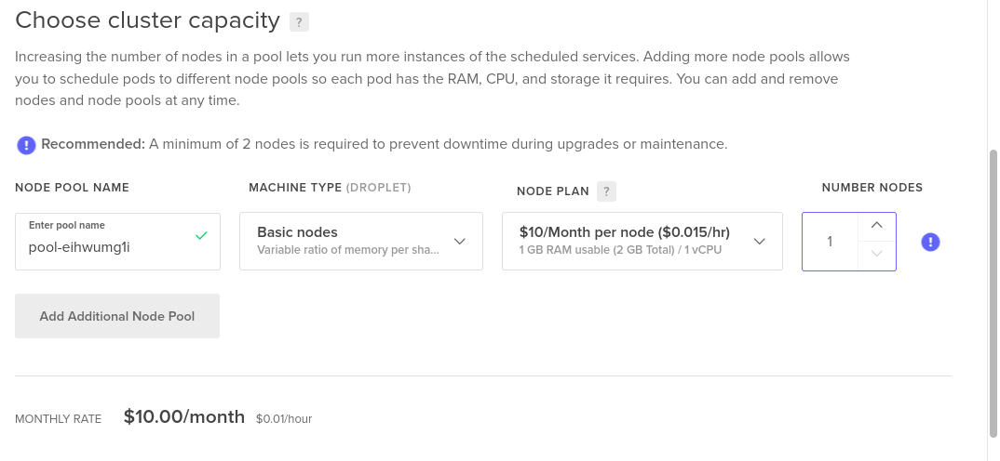 Choose cluster capacity ?
Increasing the number of nodes in a pool lets you run more instances of the scheduled services. Adding more node pools allows
you to schedule pods to different node pools so each pod has the RAM, CPU, and storage it requires. You can add and remove
nodes and node pools at any time.
! Recommended: A minimum of 2 nodes is required to prevent downtime during upgrades or maintenance.
NODE POOL NAME
MACHINE TYPE (DROPLET)
NODE PLAN ?
NUMBER NODES
Enter pool name
pool-eihwumg1i
Basic nodes
Variable ratio of memory per sha...
$10/Month per node ($0.015/hr)
1 GB RAM usable (2 GB Total) / 1 vCPU
1
!
Add Additional Node Pool
MONTHLY RATE $10.00/month $0.01/hour